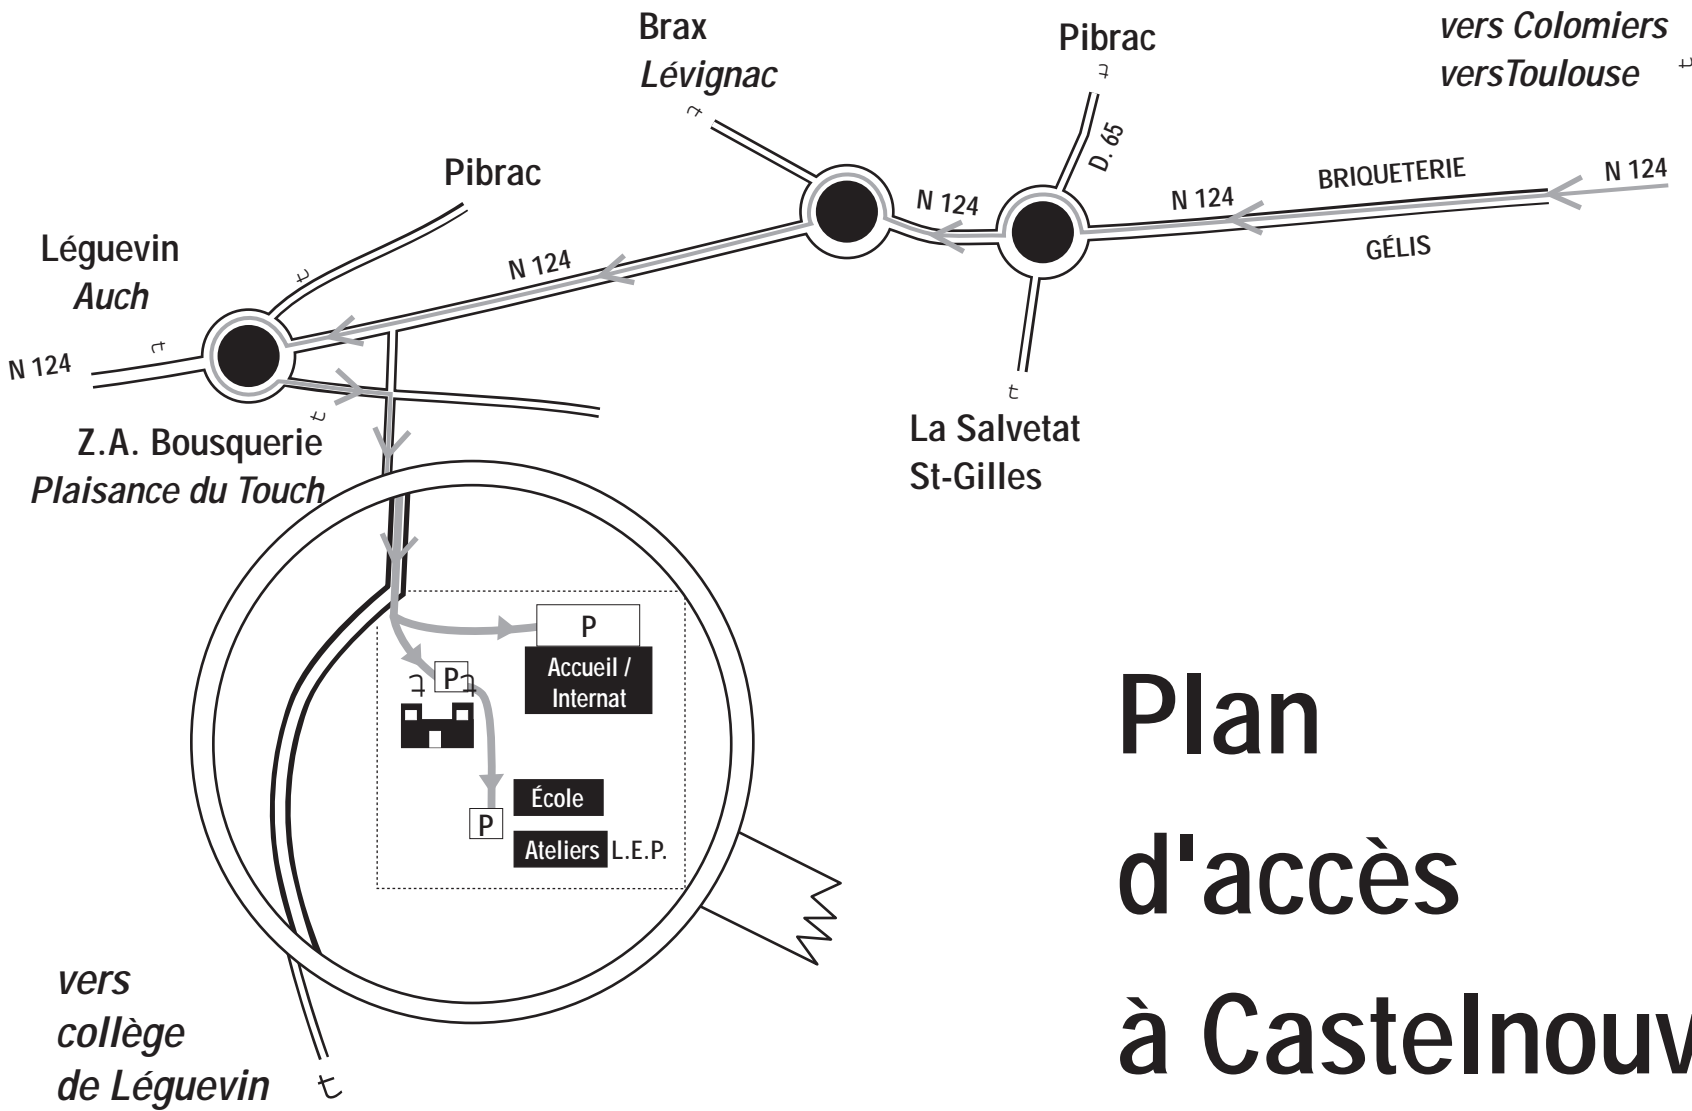 Brax
Lévignac
Pibrac
vers Colomiers
versToulouse
D. 65
Pibrac
N 124
BRIQUETERIE
N 124
N 124
GÉLIS
Léguevin
Auch
N 124
N 124
Z.A. Bousquerie
Plaisance du Touch
La Salvetat
St-Gilles
P
Accueil /
Internat
P
École
P
Ateliers L.E.P.
Plan
d'accès
à Castelnouv
vers
collège
de Léguevin